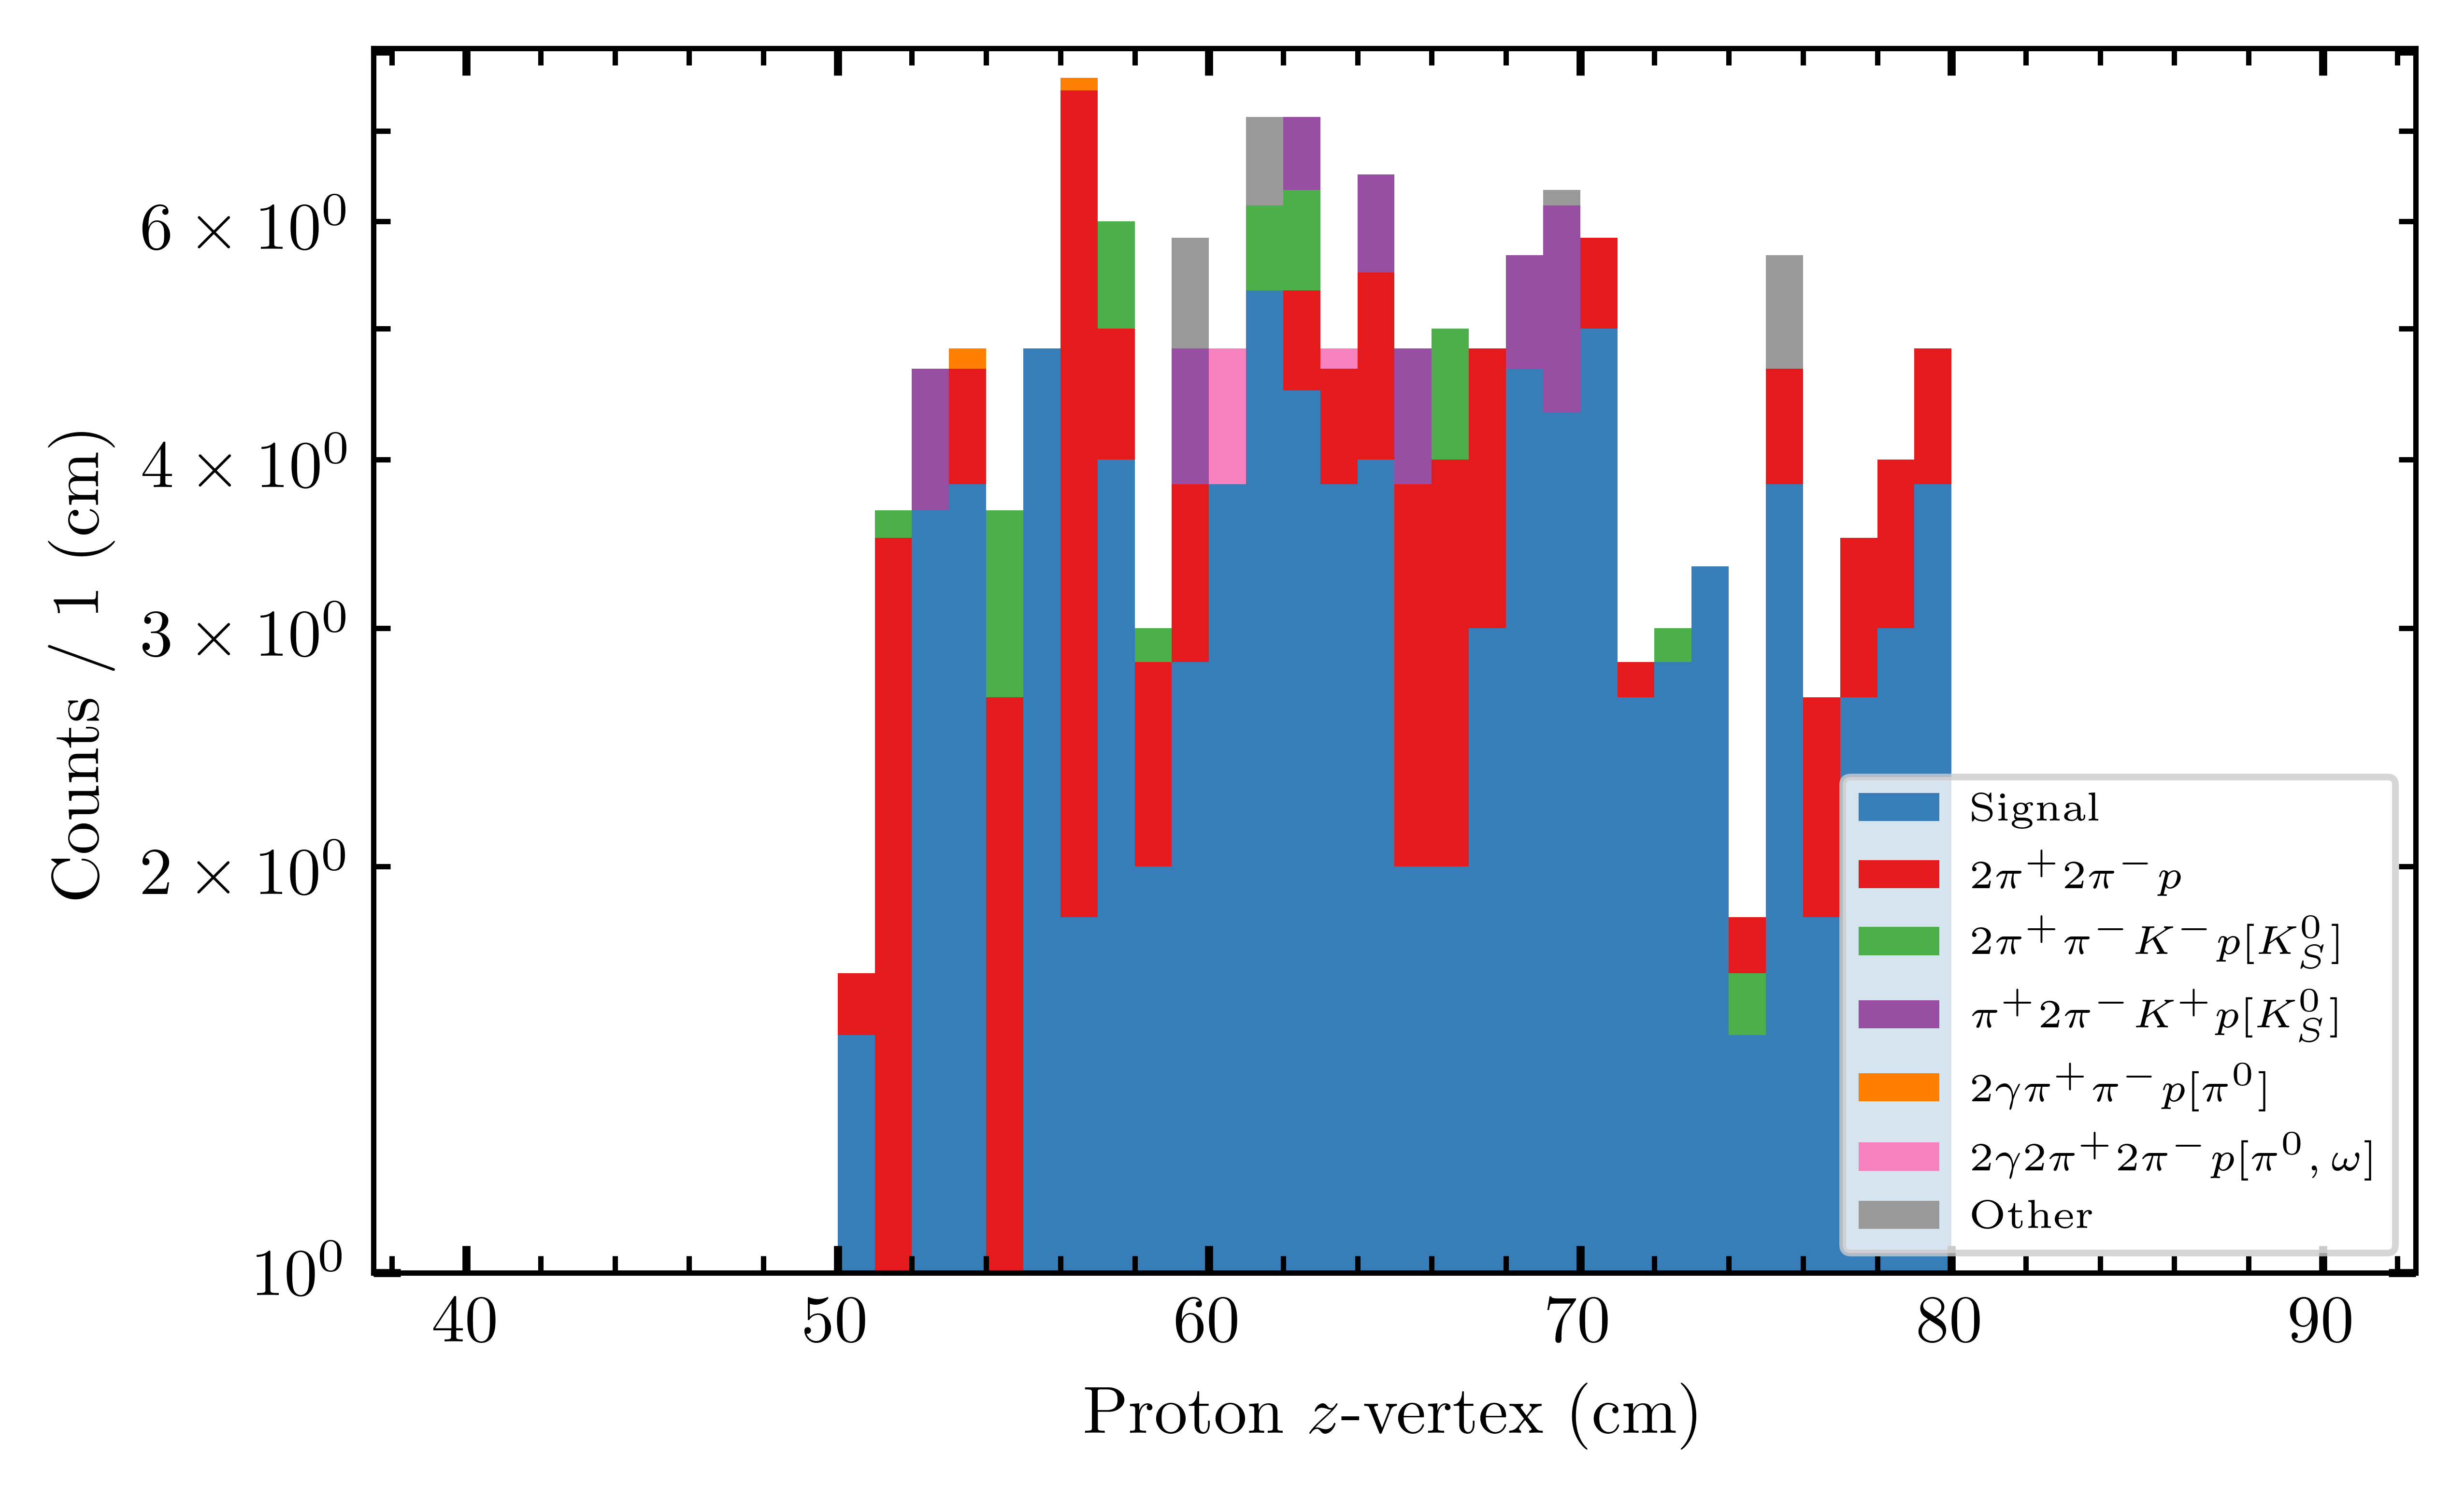 Counts / 1 (cm)
6 × 10⁰
4 × 10⁰
3 × 10⁰
2 × 10⁰
10⁰
40 50 60 70 80 90
Proton z-vertex (cm)
Signal
2π⁺2π⁻p
2π⁺π⁻K⁻p[K⁰_S]
π⁺2π⁻K⁺p[K⁰_S]
2γπ⁺π⁻p[π⁰]
2γ2π⁺2π⁻p[π⁰, ω]
Other